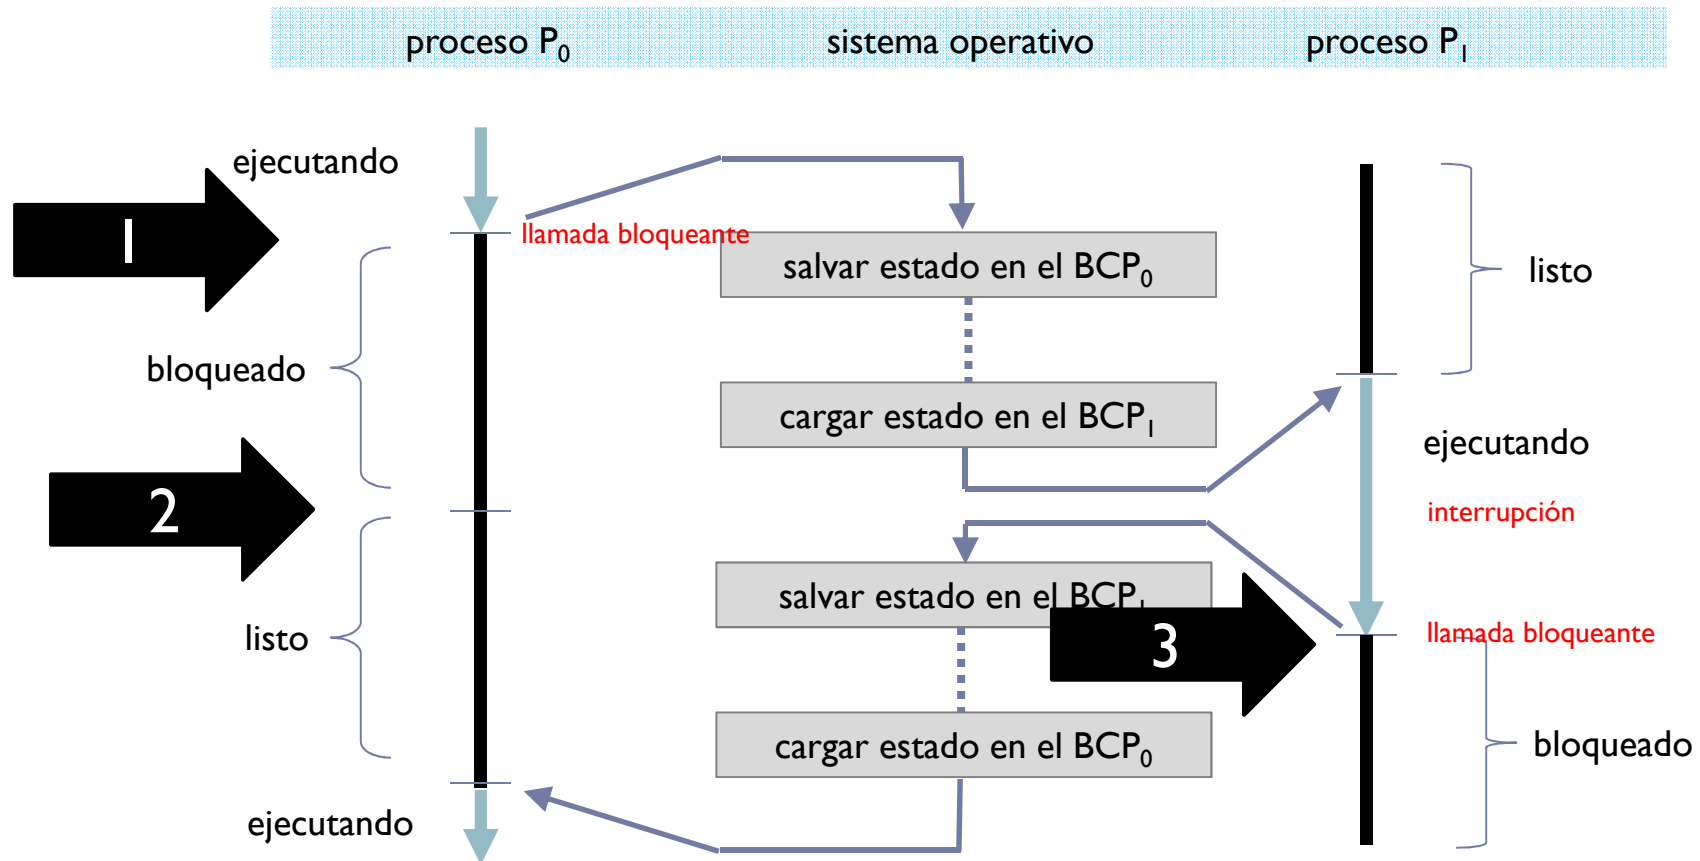 proceso P₀ sistema operativo proceso P₁
ejecutando
1
llamada bloqueante
salvar estado en el BCP₀
listo
bloqueado
cargar estado en el BCP₁
ejecutando
2
interrupción
salvar estado en el BCP₁
listo
3
llamada bloqueante
cargar estado en el BCP₀
bloqueado
ejecutando